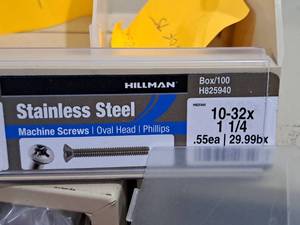 HILLMAN
Box/100
H825940
Stainless Steel
Machine Screws | Oval Head | Phillips
10-32x
1 1/4
.55ea | 29.99bx